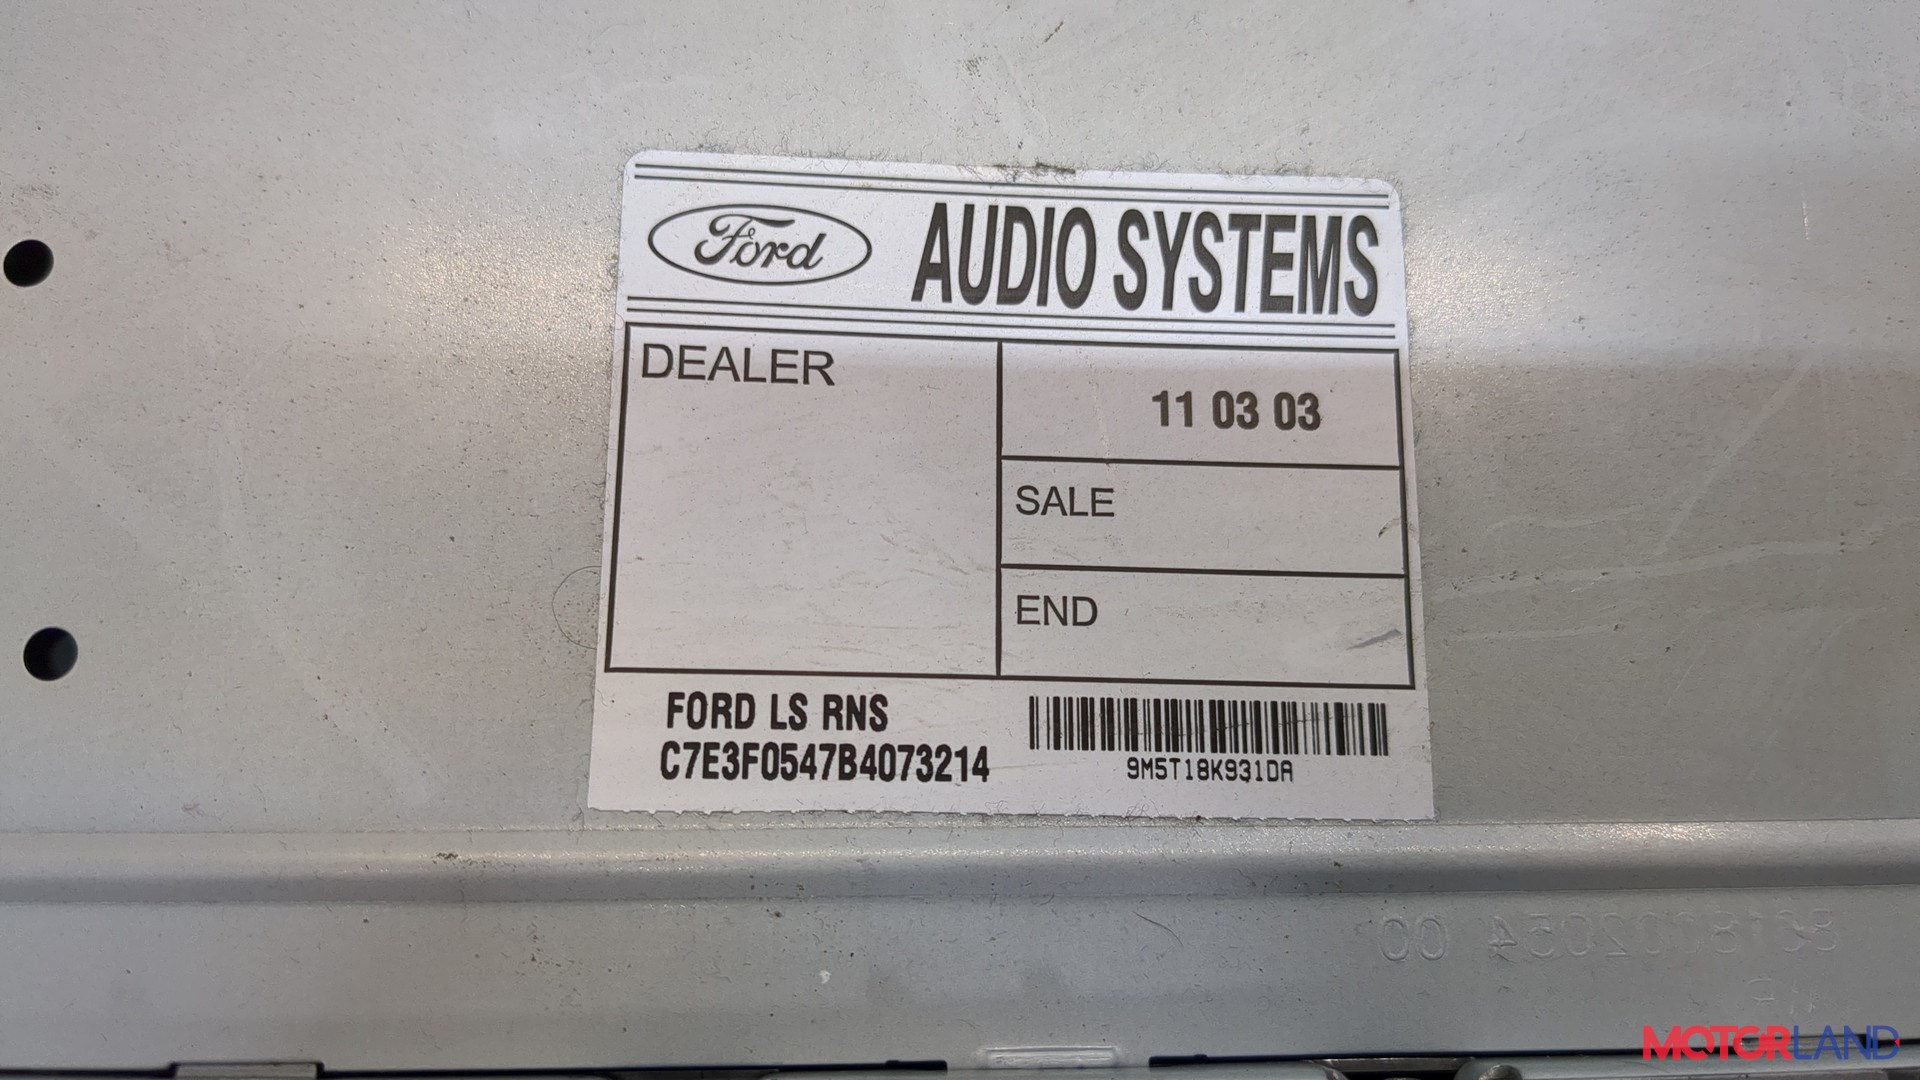 Ford AUDIO SYSTEMS
DEALER
11 03 03
SALE
END
FORD LS RNS
C7E3F0547B4073214
9M5T18K931DA
MOTORLAND